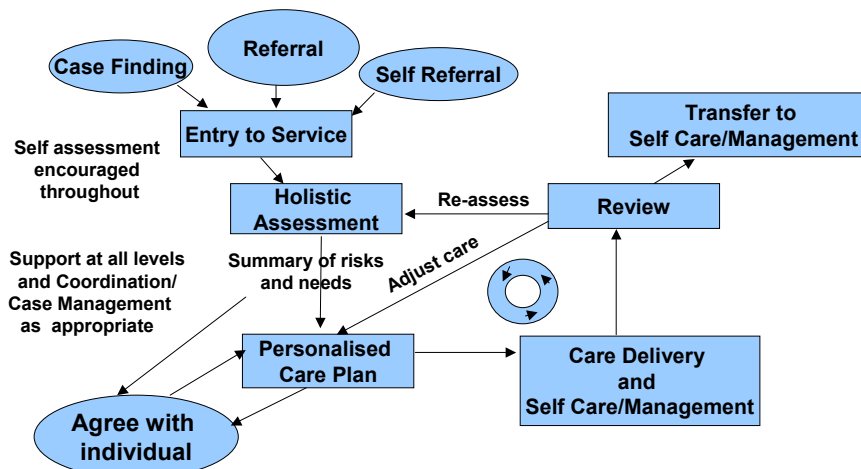 Referral
Case Finding
Self Referral
Entry to Service
Transfer to
Self Care/Management
Self assessment
encouraged
throughout
Holistic
Assessment
Re-assess
Review
Support at all levels
and Coordination/
Case Management
as appropriate
Summary of risks
and needs
Adjust care
Personalised
Care Plan
Care Delivery
and
Self Care/Management
Agree with
individual